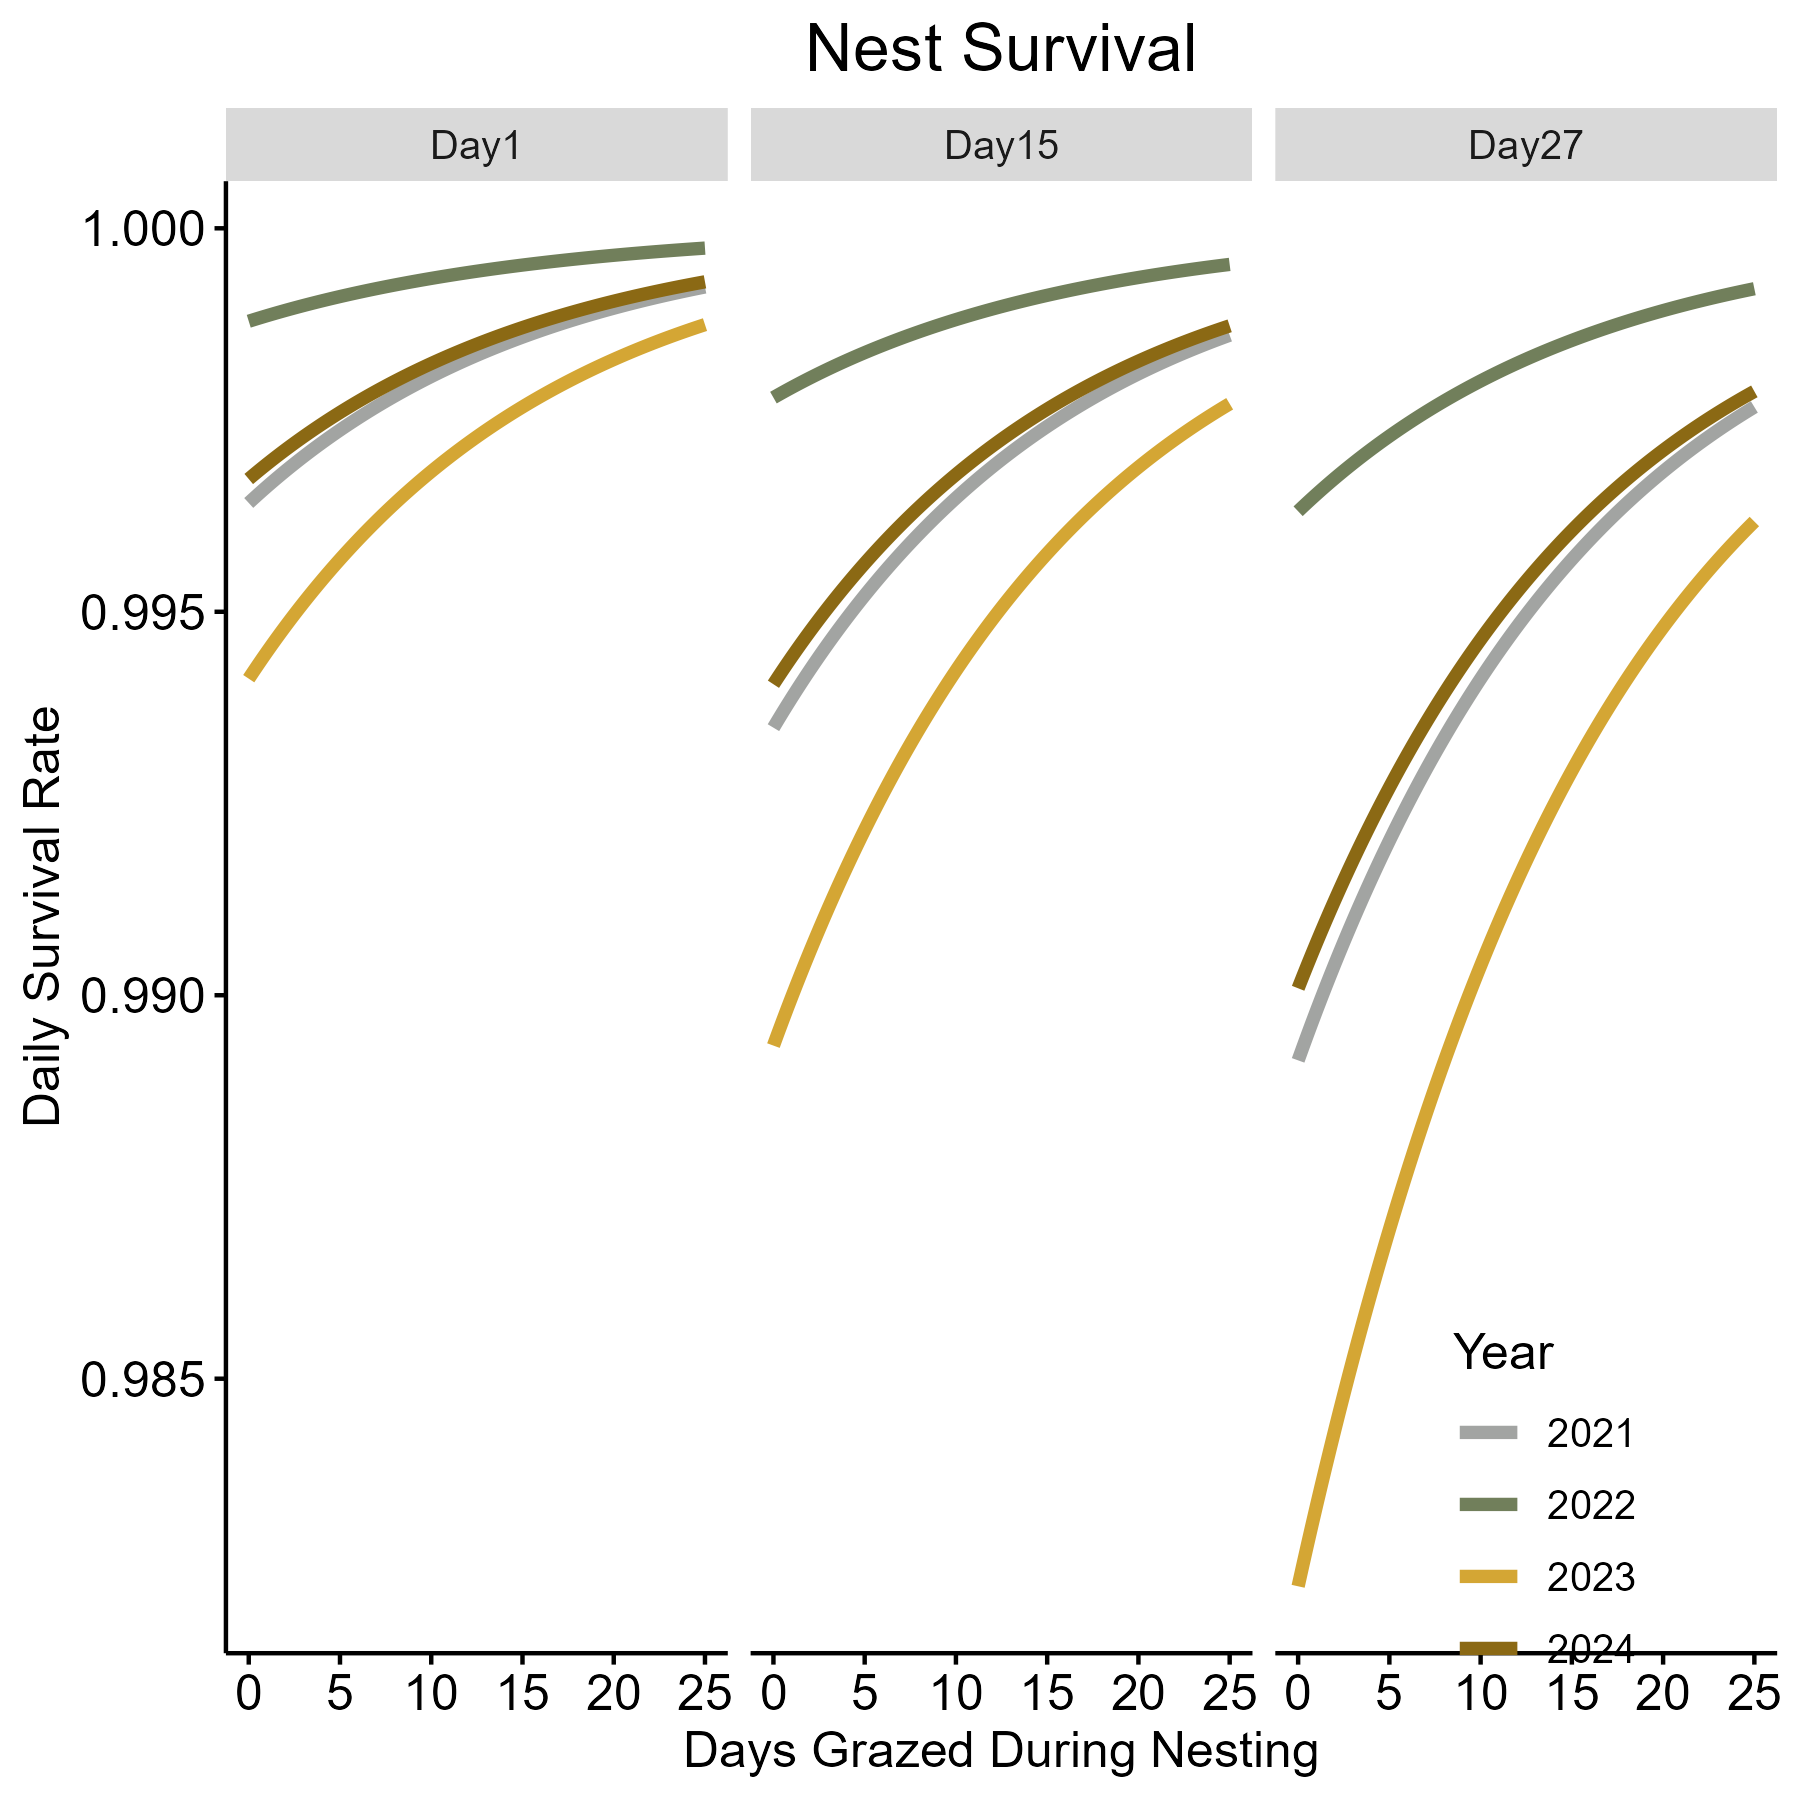 Nest Survival
Day1 Day15 Day27
1.000
0.995
0.990
0.985
Daily Survival Rate
Year
2021
2022
2023
2024
0 5 10 15 20 25 0 5 10 15 20 25 0 5 10 15 20 25
Days Grazed During Nesting